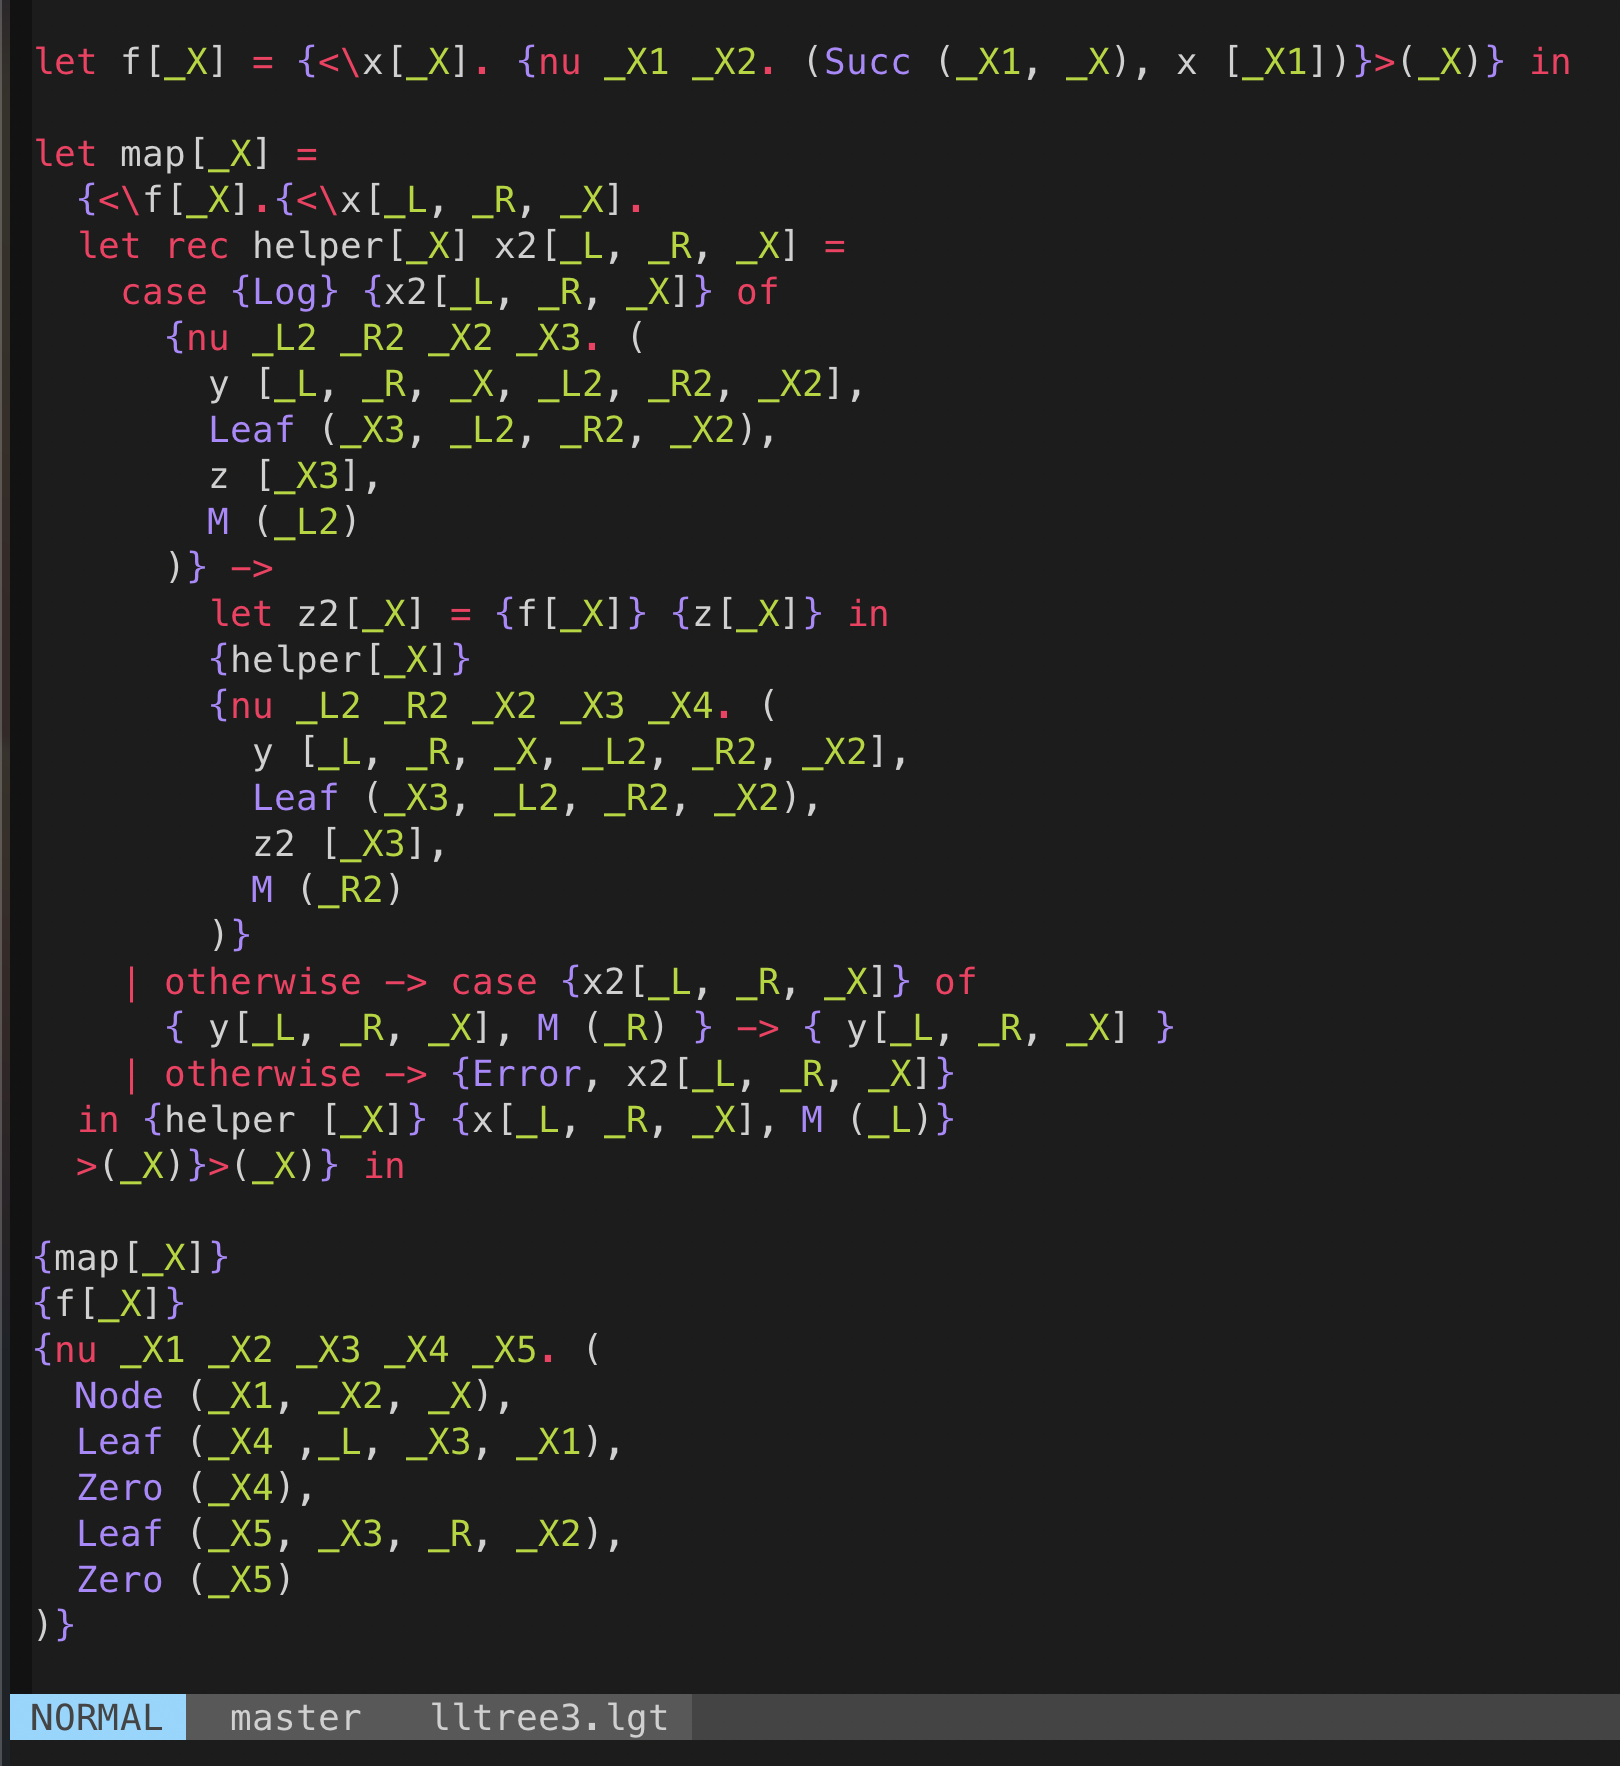 let f[_X] = {<\x[_X]. {nu _X1 _X2. (Succ (_X1, _X), x [_X1])}>(_X)} in
let map[_X] =
{<\f[_X].{<\x[_L, _R, _X].
let rec helper[_X] x2[_L, _R, _X] =
case {Log} {x2[_L, _R, _X]} of
{nu _L2 _R2 _X2 _X3. (
y [_L, _R, _X, _L2, _R2, _X2],
Leaf (_X3, _L2, _R2, _X2),
z [_X3],
M (_L2)
)} ->
let z2[_X] = {f[_X]} {z[_X]} in
{helper[_X]}
{nu _L2 _R2 _X2 _X3 _X4. (
y [_L, _R, _X, _L2, _R2, _X2],
Leaf (_X3, _L2, _R2, _X2),
z2 [_X3],
M (_R2)
)}
| otherwise -> case {x2[_L, _R, _X]} of
{ y[_L, _R, _X], M (_R) } -> { y[_L, _R, _X] }
| otherwise -> {Error, x2[_L, _R, _X]}
in {helper [_X]} {x[_L, _R, _X], M (_L)}
>(_X)}>(_X)} in
{map[_X]}
{f[_X]}
{nu _X1 _X2 _X3 _X4 _X5. (
Node (_X1, _X2, _X),
Leaf (_X4 ,_L, _X3, _X1),
Zero (_X4),
Leaf (_X5, _X3, _R, _X2),
Zero (_X5)
)}
NORMAL master lltree3.lgt